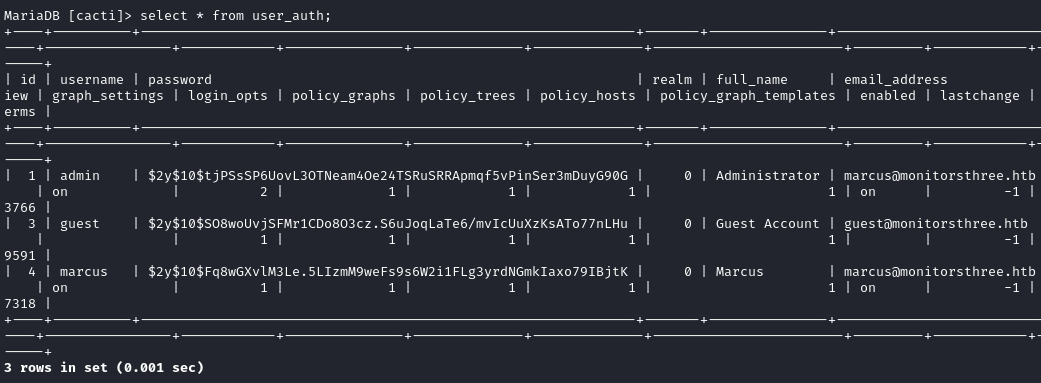 MariaDB [cacti]> select * from user_auth;
| id | username | password | realm | full_name | email_address
iew | graph_settings | login_opts | policy_graphs | policy_trees | policy_hosts | policy_graph_templates | enabled | lastchange |
erms |
| 1 | admin | $2y$10$tjPSsSP6UovL3OTNeam4Oe24TSRuSRRApmqf5vPinSer3mDuyG90G | 0 | Administrator | marcus@monitorsthree.htb
| on | 2 | 1 | 1 | 1 | 1 | on | -1 |
3766 |
| 3 | guest | $2y$10$SO8woUvjSFMr1CDo8O3cz.S6uJoqLaTe6/mvIcUuXzKsATo77nLHu | 0 | Guest Account | guest@monitorsthree.htb
| | 1 | 1 | 1 | 1 | 1 | | -1 |
9591 |
| 4 | marcus | $2y$10$Fq8wGXvlM3Le.5LIzmM9weFs9s6W2i1FLg3yrdNGmkIaxo79IBjtK | 0 | Marcus | marcus@monitorsthree.htb
| on | 1 | 1 | 1 | 1 | 1 | on | -1 |
7318 |
3 rows in set (0.001 sec)